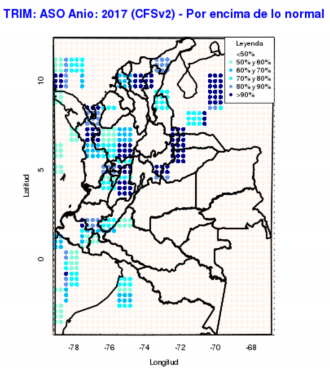 TRIM: ASO Anio: 2017 (CFSv2) - Por encima de lo normal
Leyenda
<50%
50% y 60%
60% y 70%
70% y 80%
80% y 90%
>90%
10
5
0
Latitud
-78
-76
-74
-72
-70
-68
Longitud